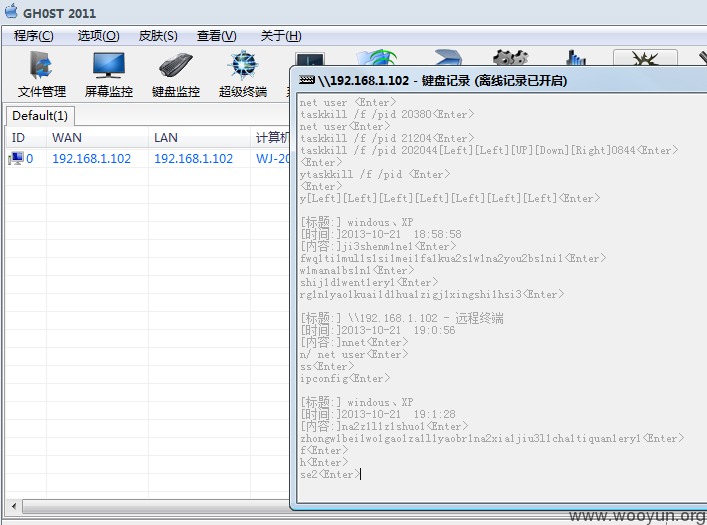 GH0ST 2011
程序(C) 选项(O) 皮肤(S) 查看(V) 关于(H)
文件管理 屏幕监控 键盘监控 超级终端
Default(1)
ID WAN LAN 计算机
0 192.168.1.102 192.168.1.102 WJ-20
\\192.168.1.102 - 键盘记录 (离线记录已开启)
net user <Enter>
taskkill /f /pid 20380<Enter>
net user<Enter>
taskkill /f /pid 21204<Enter>
taskkill /f /pid 202044[Left][Left][UP][Down][Right]0844<Enter>
<Enter>
ytaskkill /f /pid <Enter>
<Enter>
y[Left][Left][Left][Left][Left][Left][Left]<Enter>
[标题:] windous、XP
[时间:]2013-10-21 18:58:58
[内容:]ji3shenm1ne1<Enter>
fwq1ti1mu11s1si1mei1fa1kua2s1w1na2you2bs1ni1<Enter>
w1mana1bs1n1<Enter>
shij1d1went1ery1<Enter>
rg1n1yao1kuai1d1hua1zigj1xingshi1hsi3<Enter>
[标题:] \\192.168.1.102 - 远程终端
[时间:]2013-10-21 19:0:56
[内容:]nnet<Enter>
n/ net user<Enter>
ss<Enter>
ipconfig<Enter>
[标题:] windous、XP
[时间:]2013-10-21 19:1:28
[内容:]na2z111z1shuo1<Enter>
zhongw1bei1wo1gao1za111yaobr1na2xia1jiu311cha1tiquan1ery1<Enter>
f<Enter>
h<Enter>
se2<Enter>
www.wooyun.org